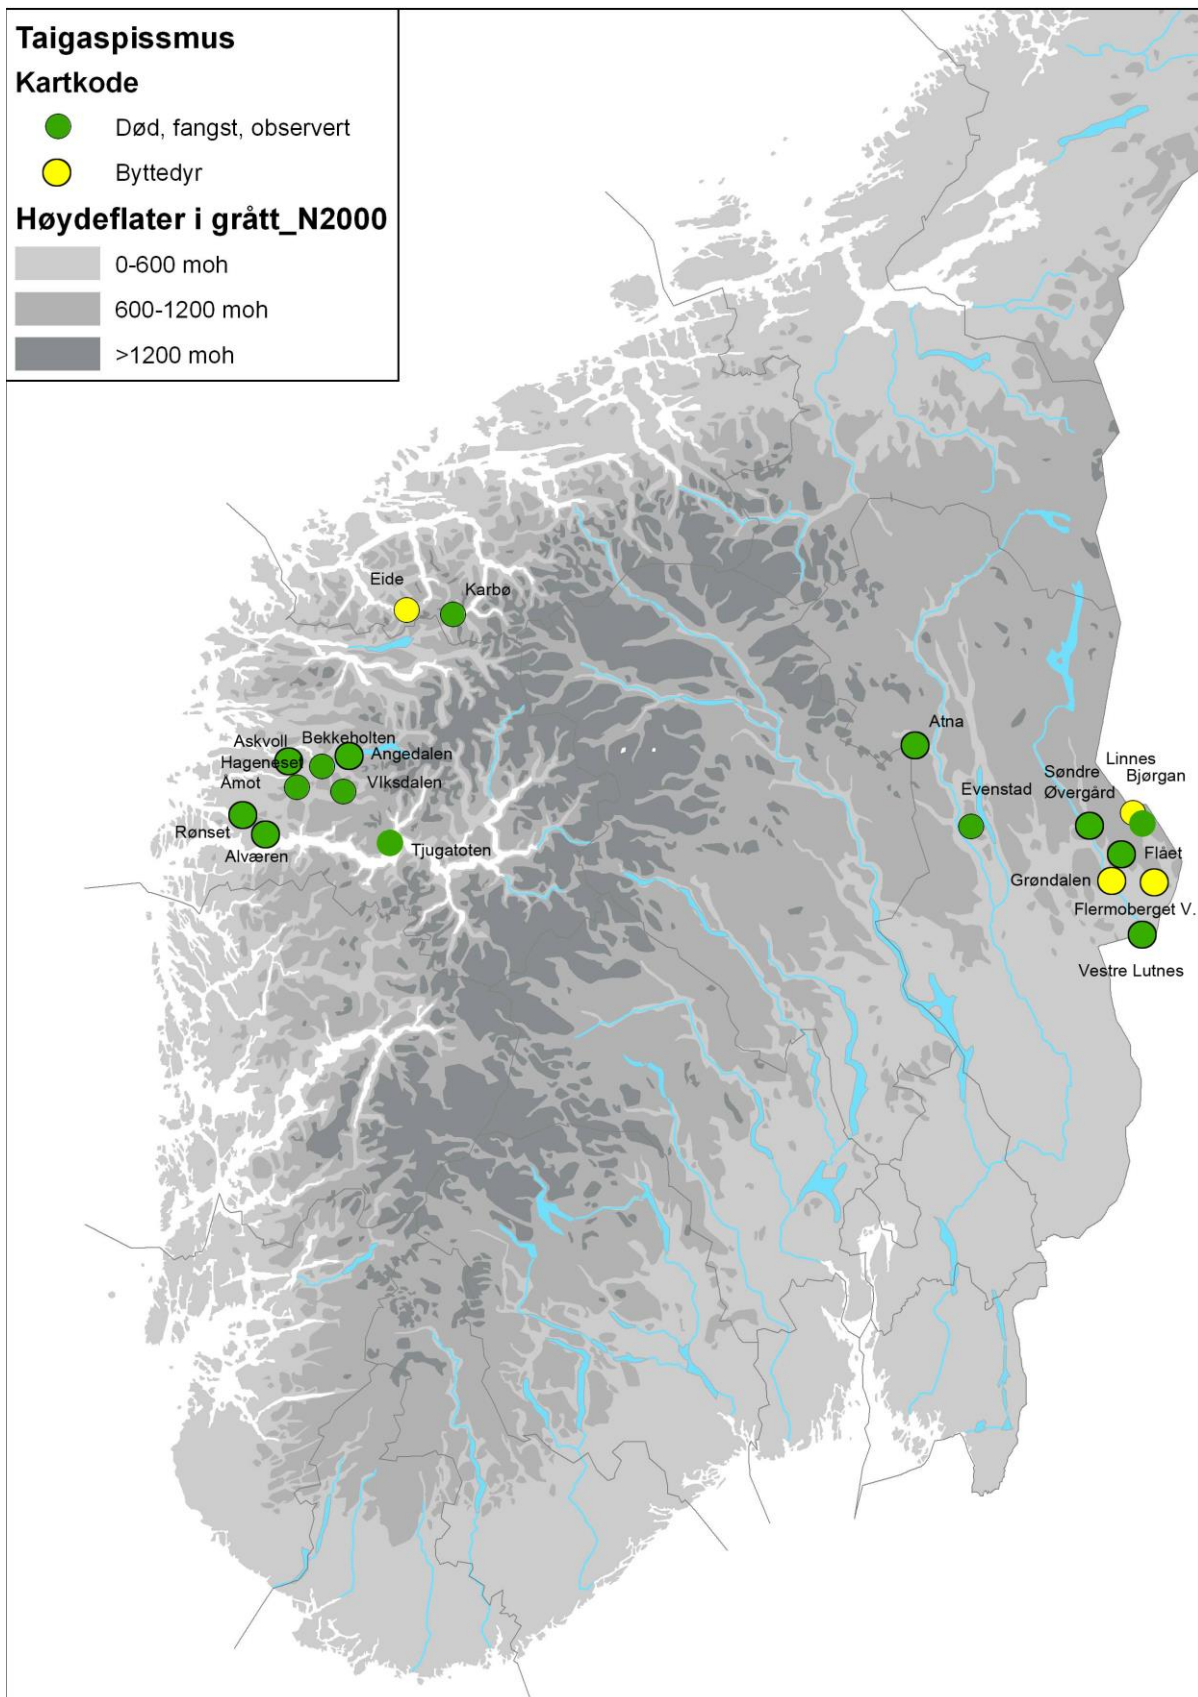 Taigaspissmus
Kartkode
Død, fangst, observert
Byttedyr
Høydeflater i grått_N2000
0-600 moh
600-1200 moh
>1200 moh
Eide
Karbø
Askvoll
Bekkeholten
Hageneset
Angedalen
Åmot
VIksdalen
Rønset
Alværen
Tjugatoten
Atna
Evenstad
Søndre
Øvergård
Linnes
Bjørgan
Flået
Grøndalen
Flermoberget V.
Vestre Lutnes